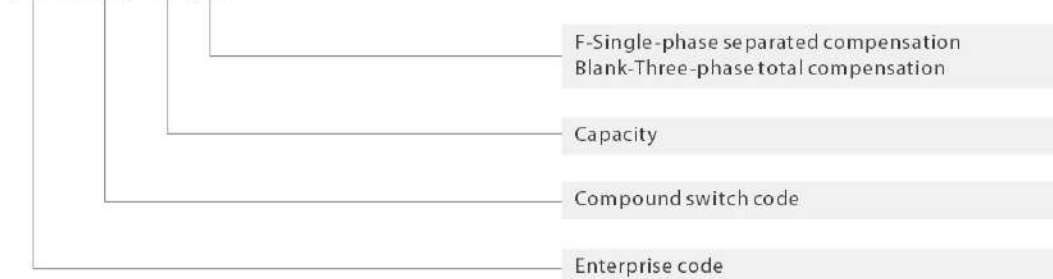 F-Single-phase separated compensation
Blank-Three-phase total compensation
Capacity
Compound switch code
Enterprise code